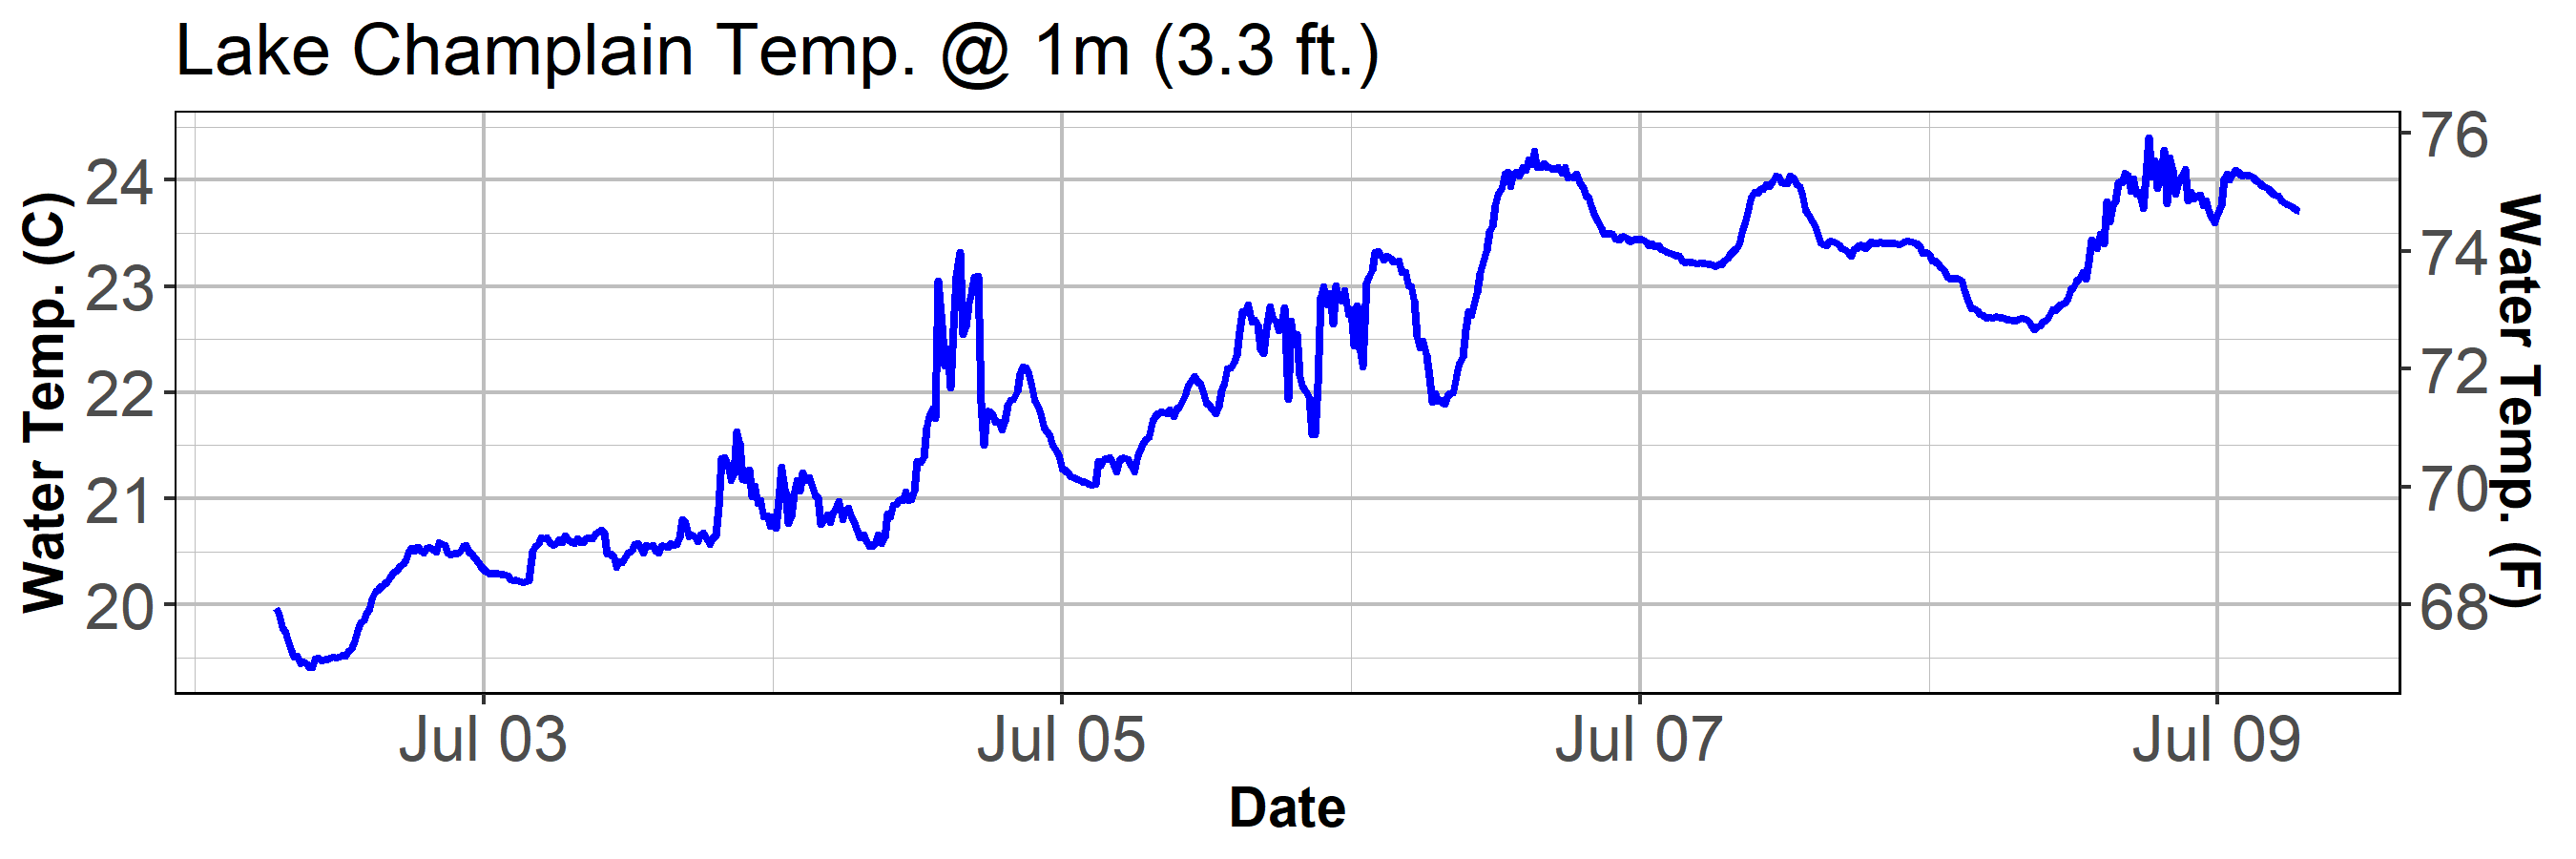 Lake Champlain Temp. @ 1m (3.3 ft.)
Water Temp. (C)
24
23
22
21
20
76
74
72
70
68
Water Temp. (F)
Jul 03
Jul 05
Jul 07
Jul 09
Date